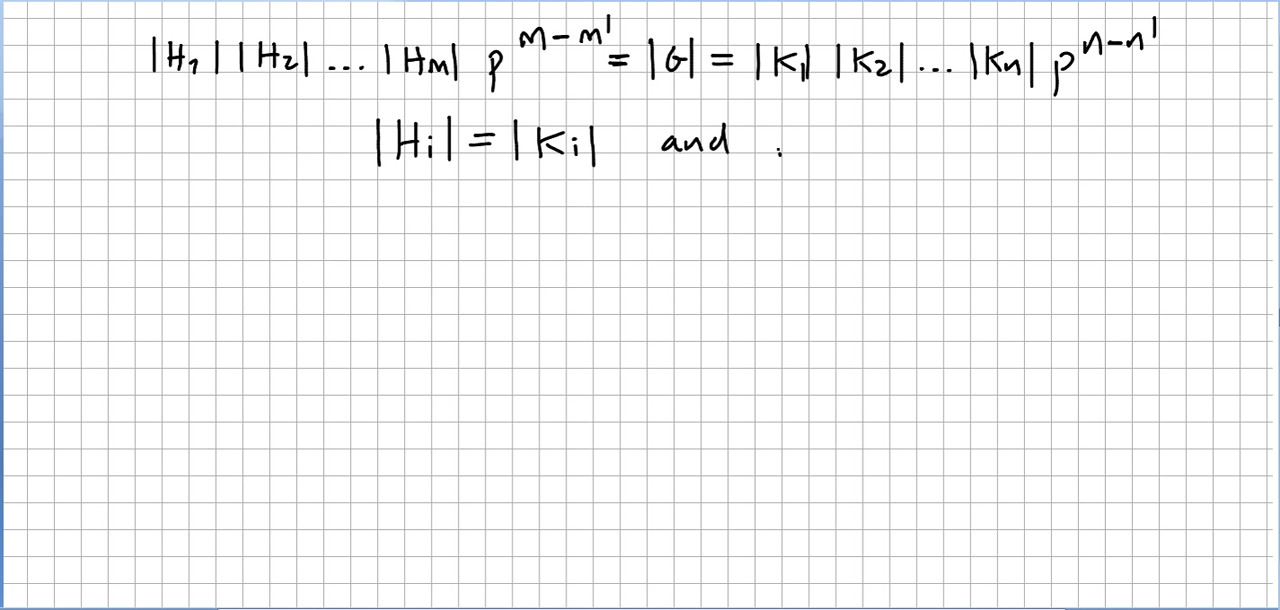 |H₁| |H₂| ... |Hm| p^{m-m'} = |G| = |K₁| |K₂| ... |Kn| p^{n-n'}
|Hi| = |Ki| and .